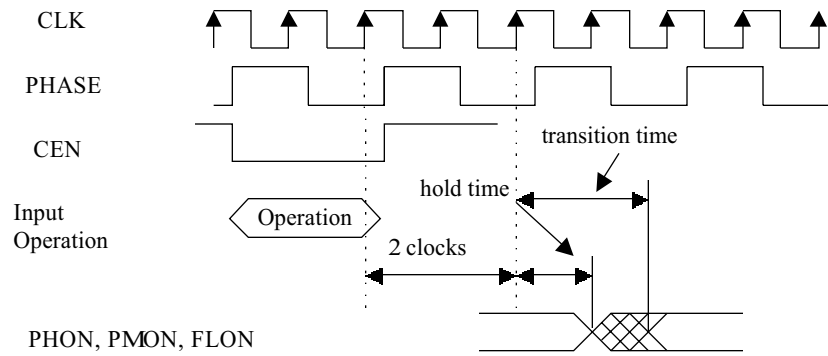 CLK
PHASE
CEN
transition time
hold time
Input
Operation
Operation
2 clocks
PHON, PMON, FLON